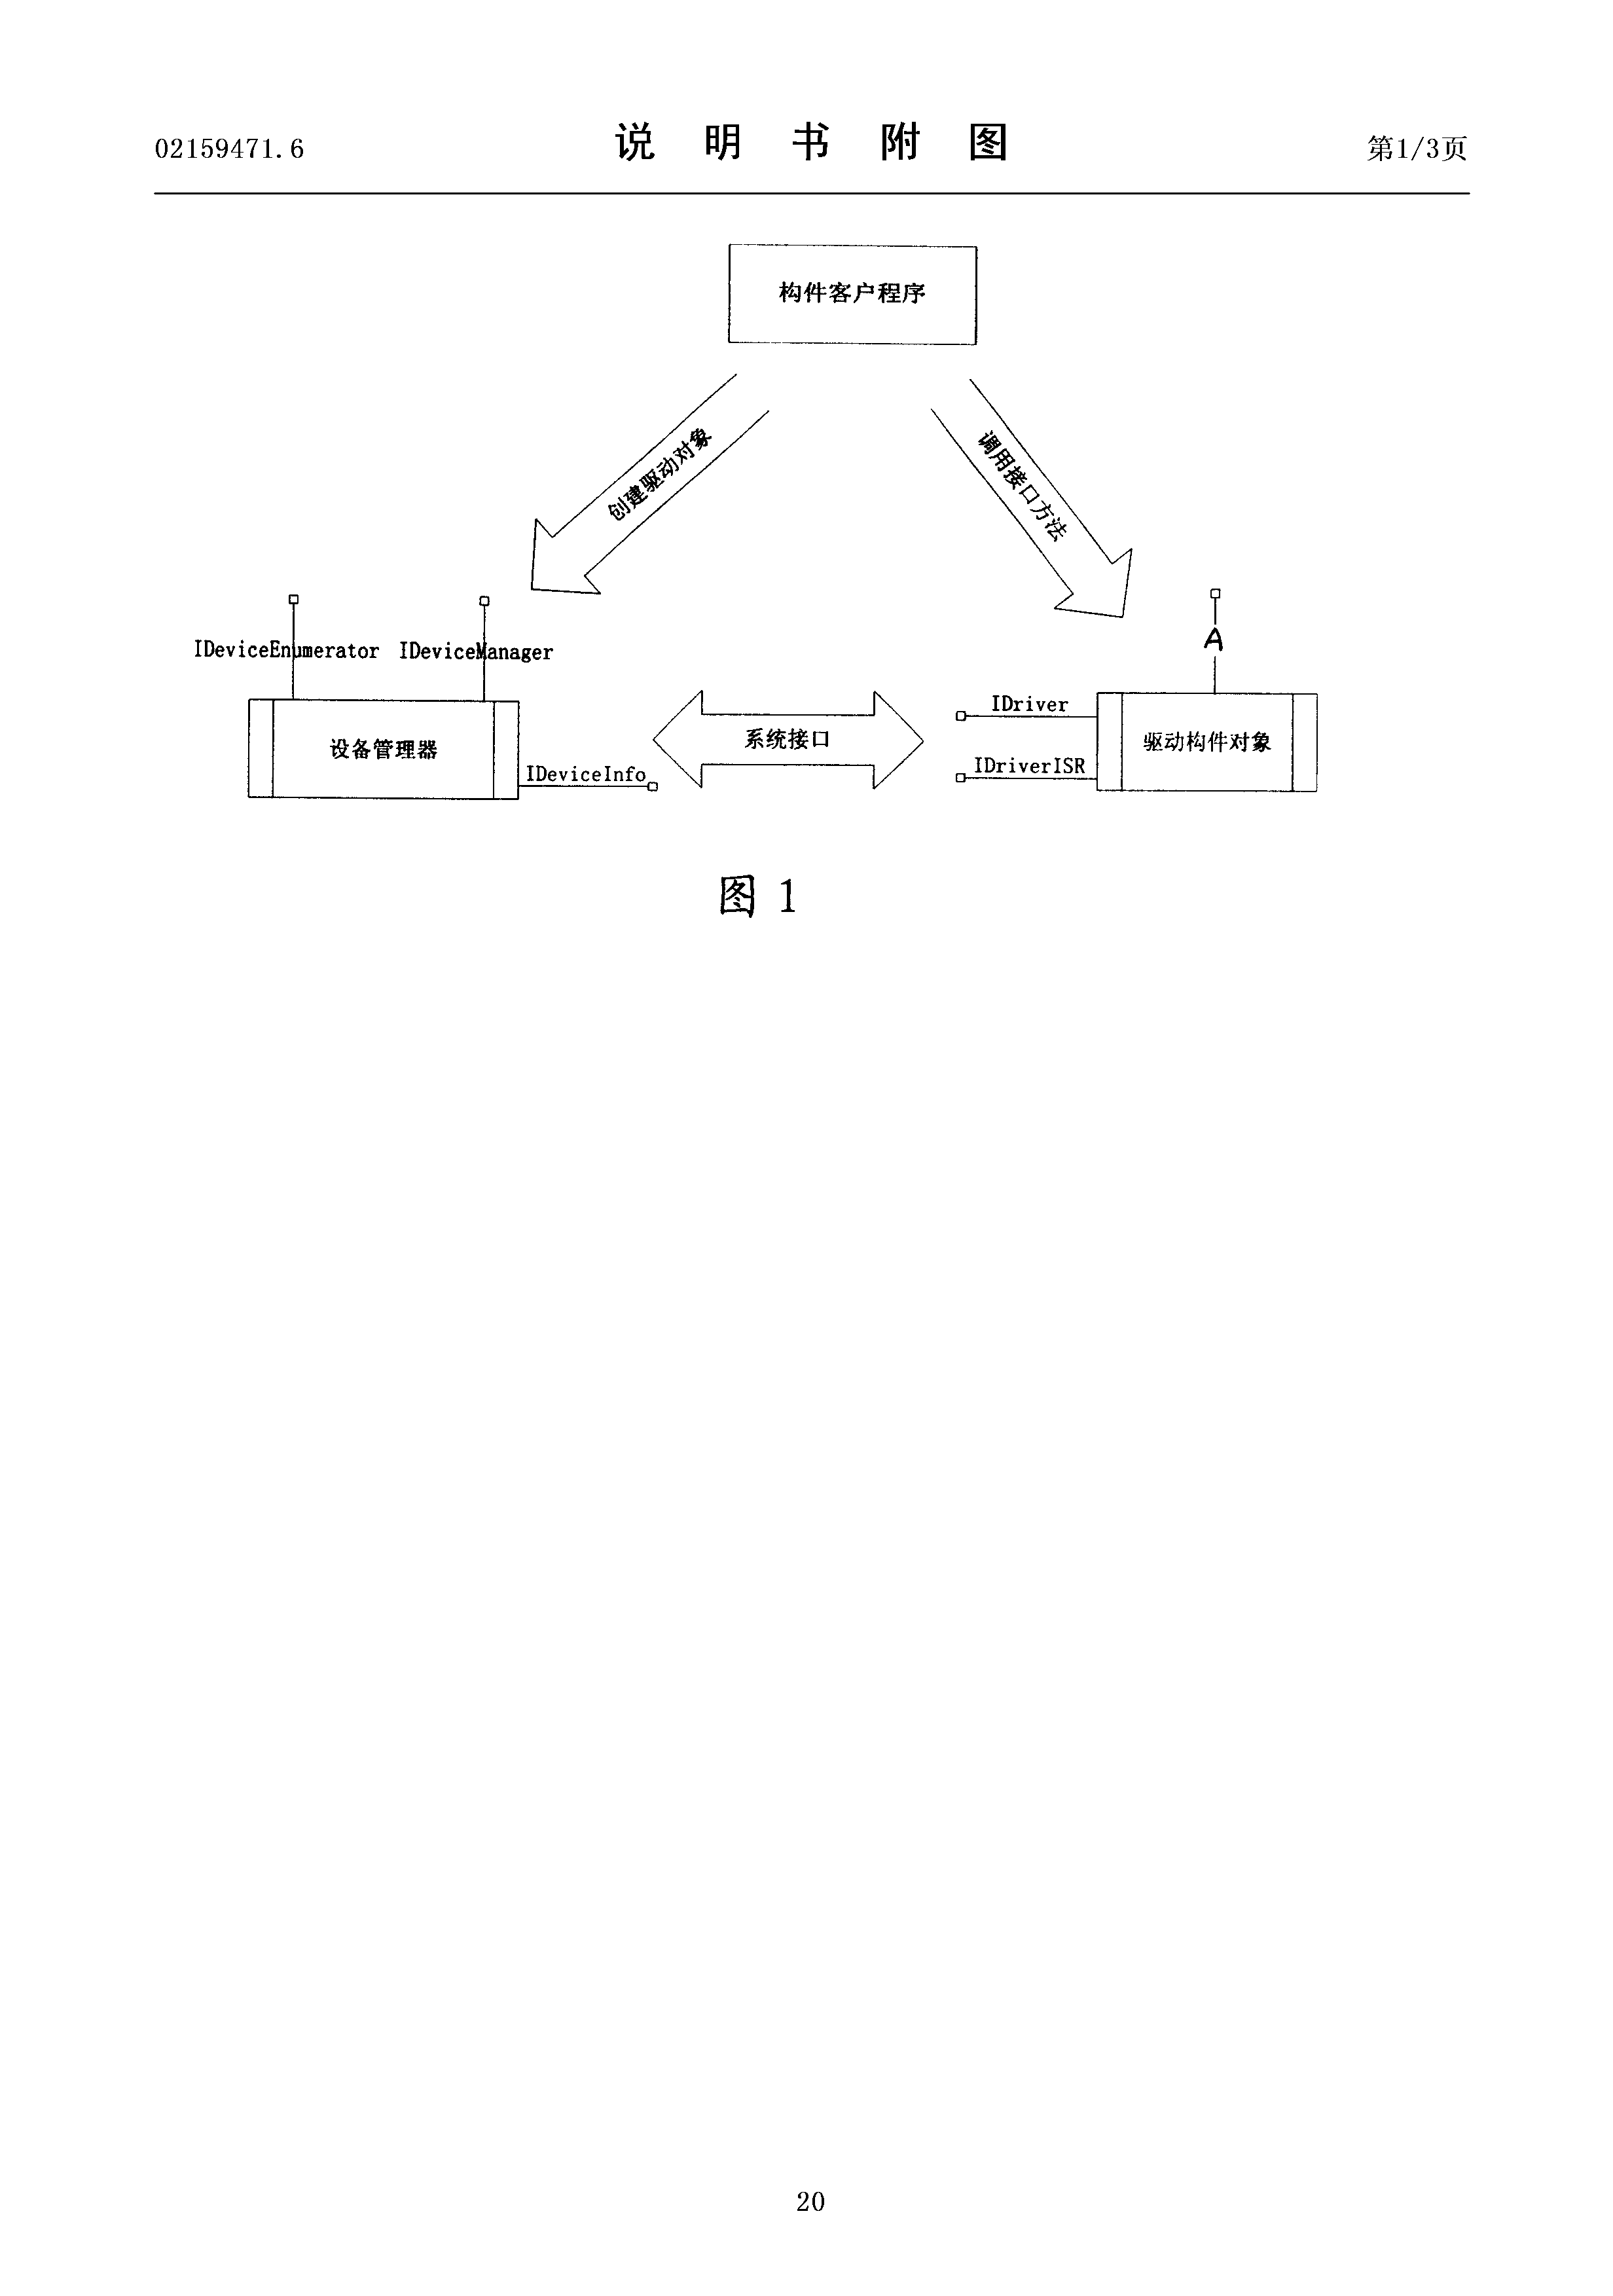 02159471.6
说明书附图
第1/3页
构件客户程序
创建驱动对象
调用接口方法
IDeviceEnumerator
IDeviceManager
A
IDriver
系统接口
驱动构件对象
设备管理器
IDriverISR
IDeviceInfo
图 1
20